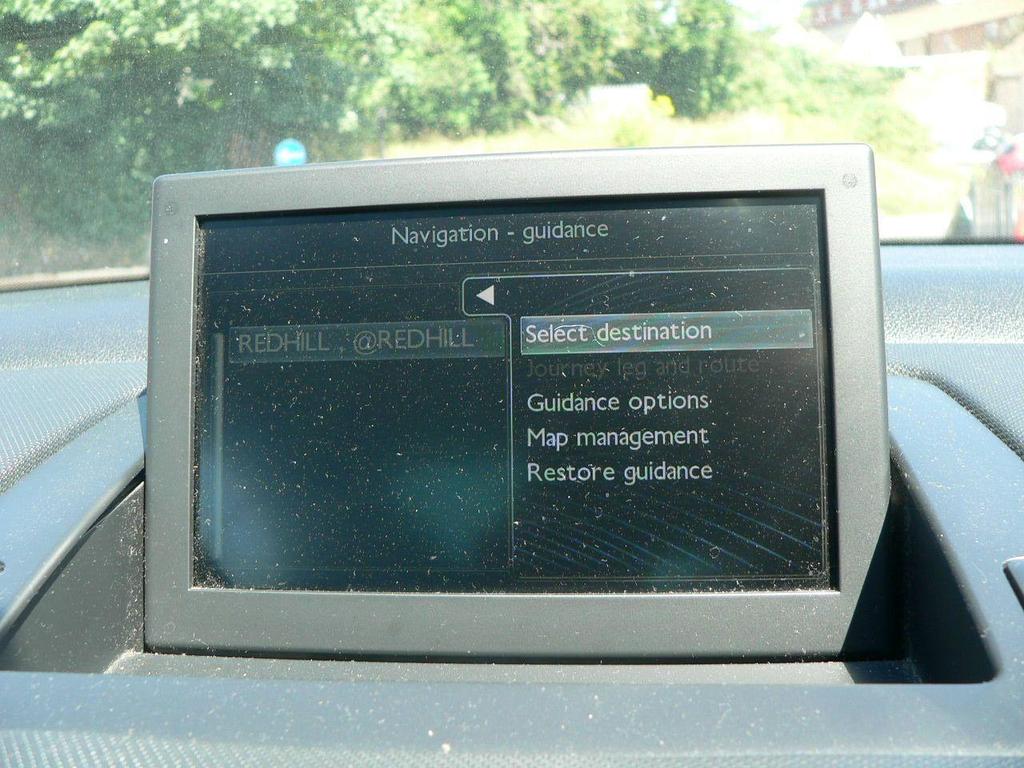 Navigation - guidance
REDHILL , @REDHILL
Select destination
Journey leg and route
Guidance options
Map management
Restore guidance